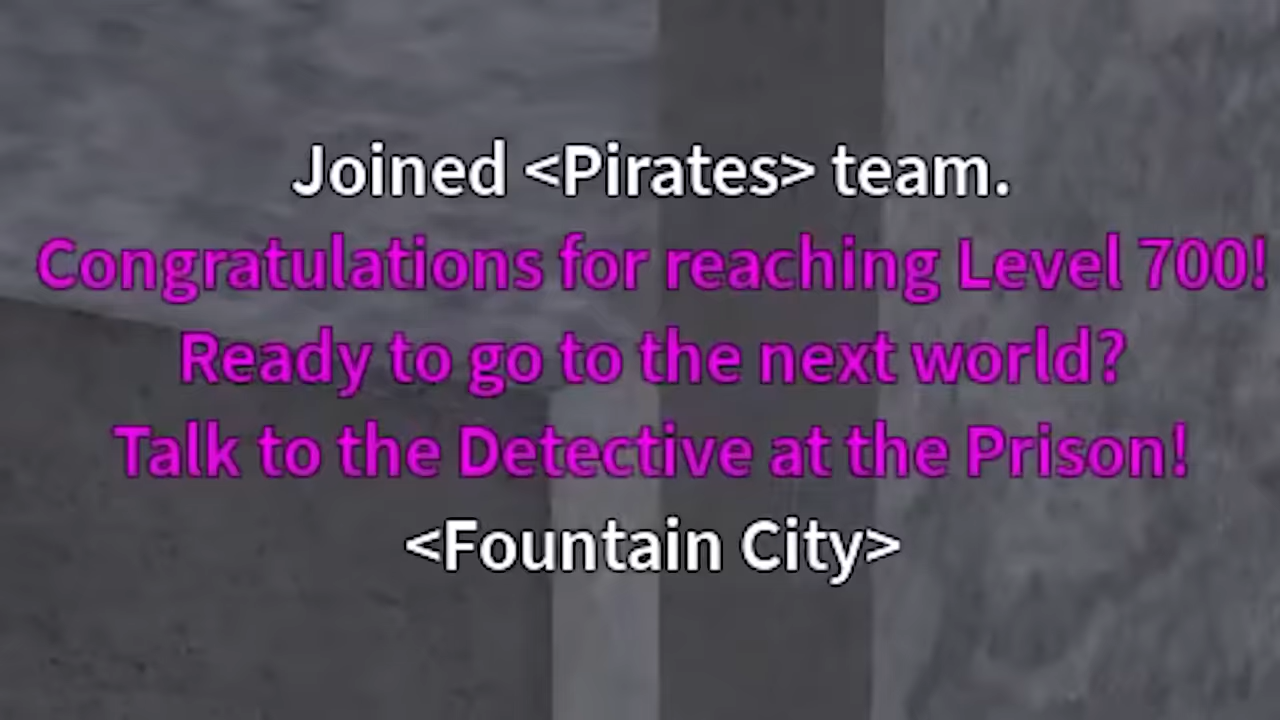 Joined <Pirates> team.
Congratulations for reaching Level 700!
Ready to go to the next world?
Talk to the Detective at the Prison!
<Fountain City>